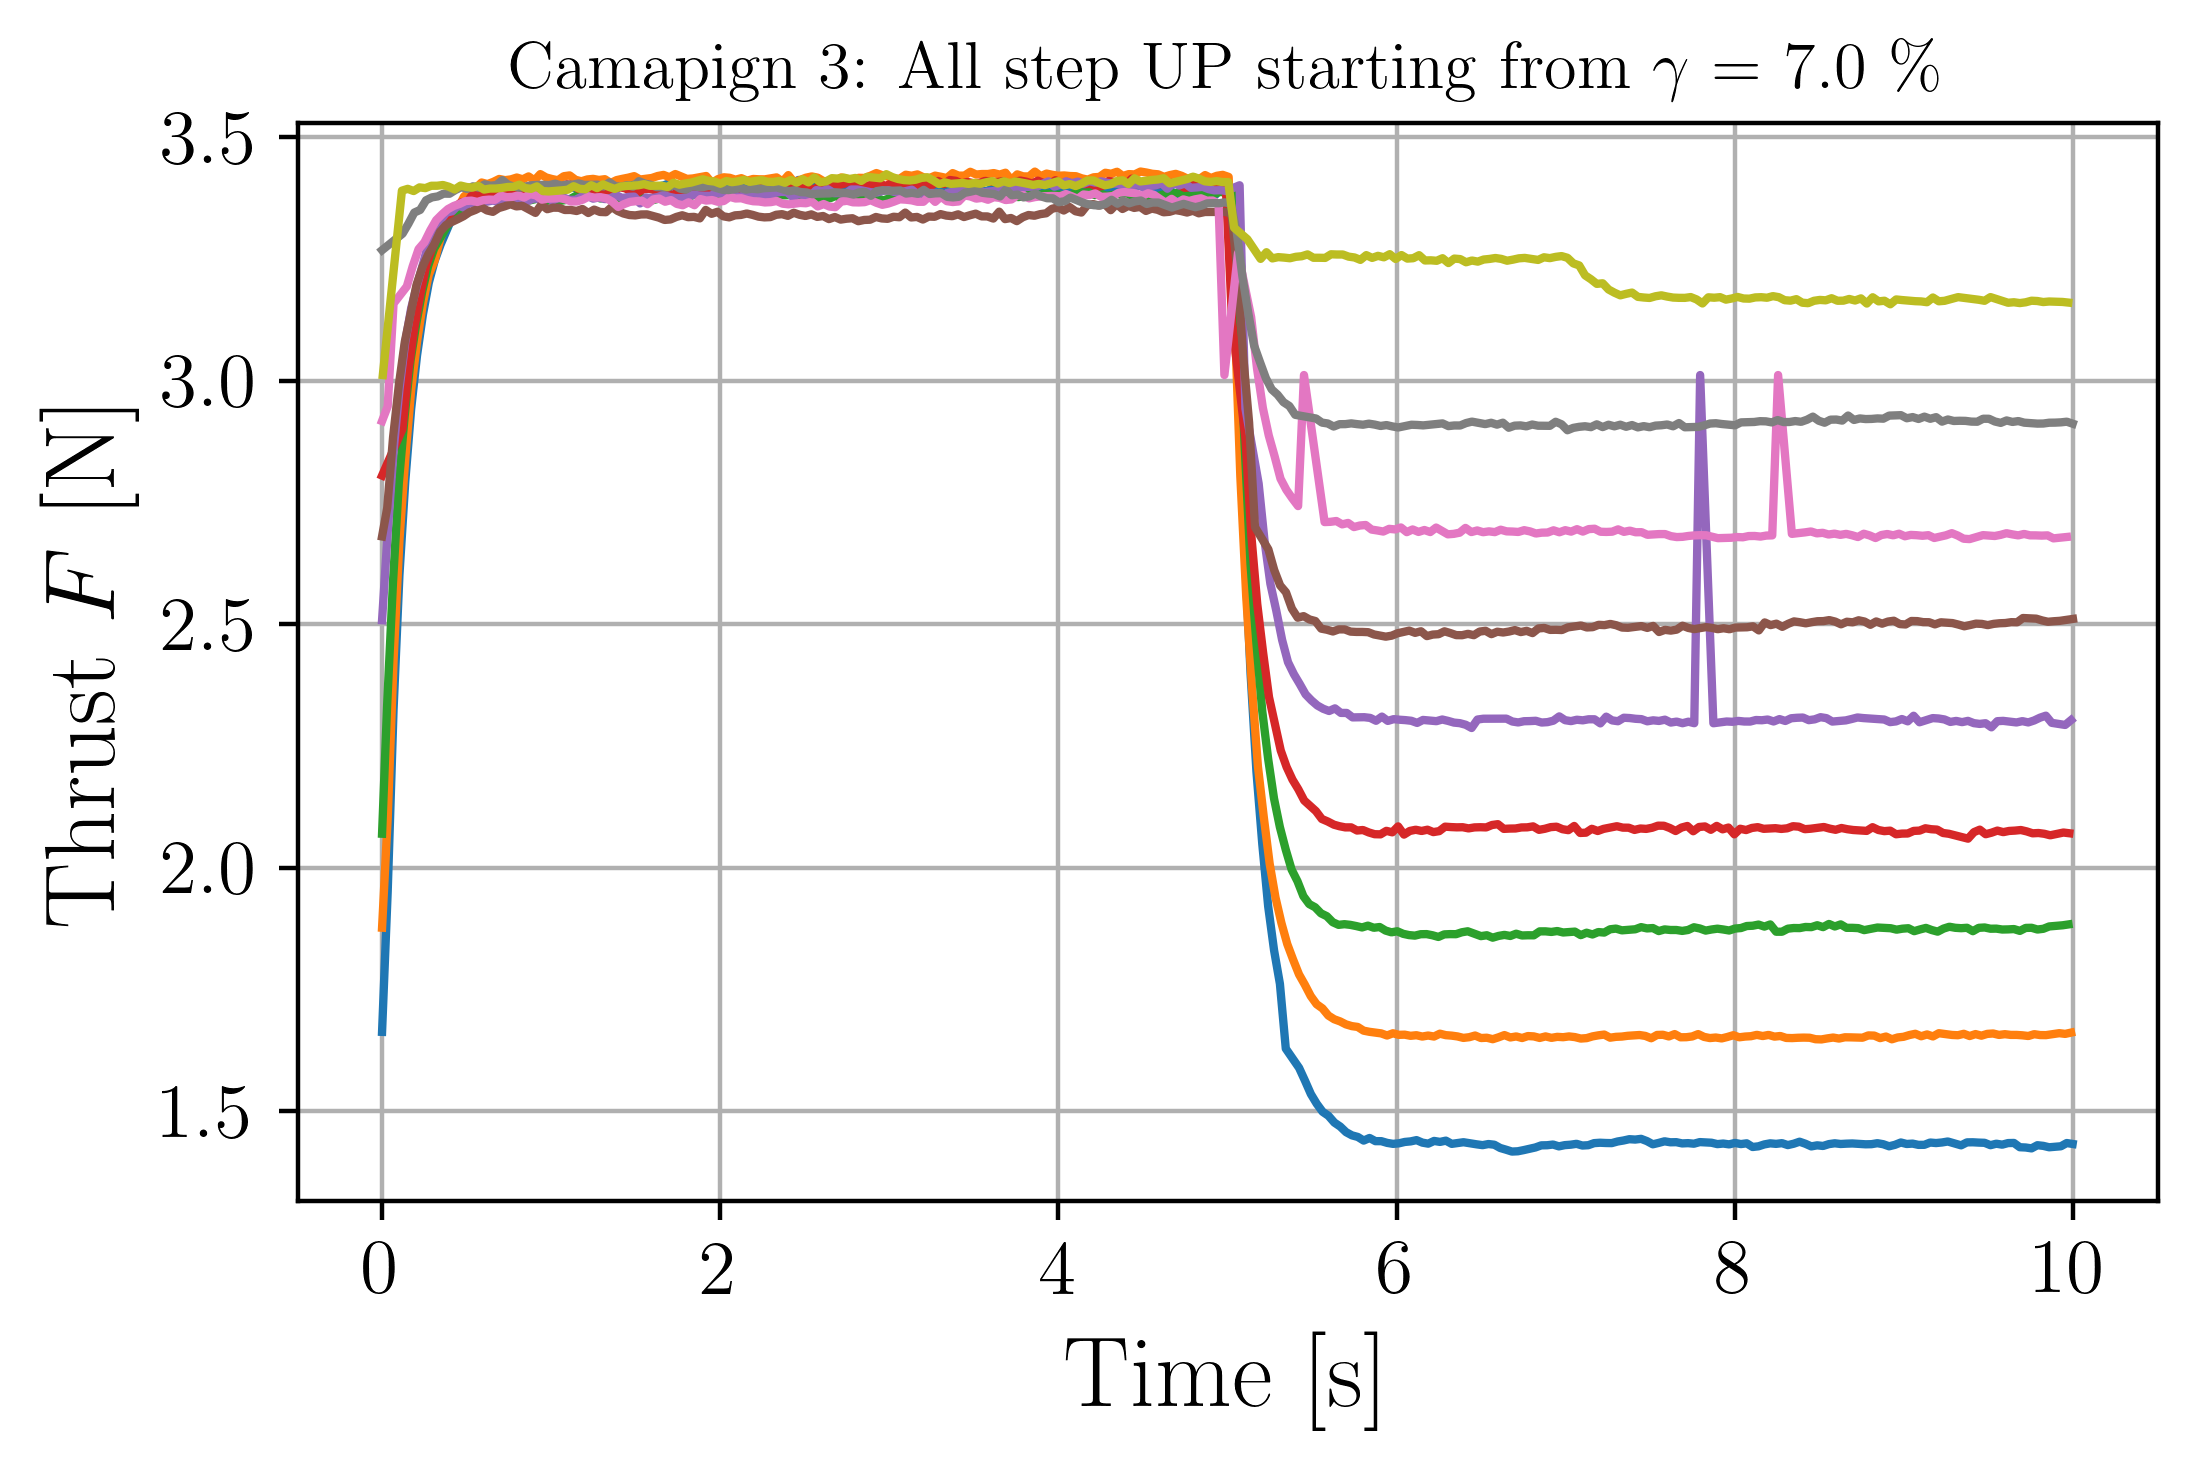 Camapign 3: All step UP starting from γ = 7.0 %
Thrust F [N]
3.5
3.0
2.5
2.0
1.5
0 2 4 6 8 10
Time [s]